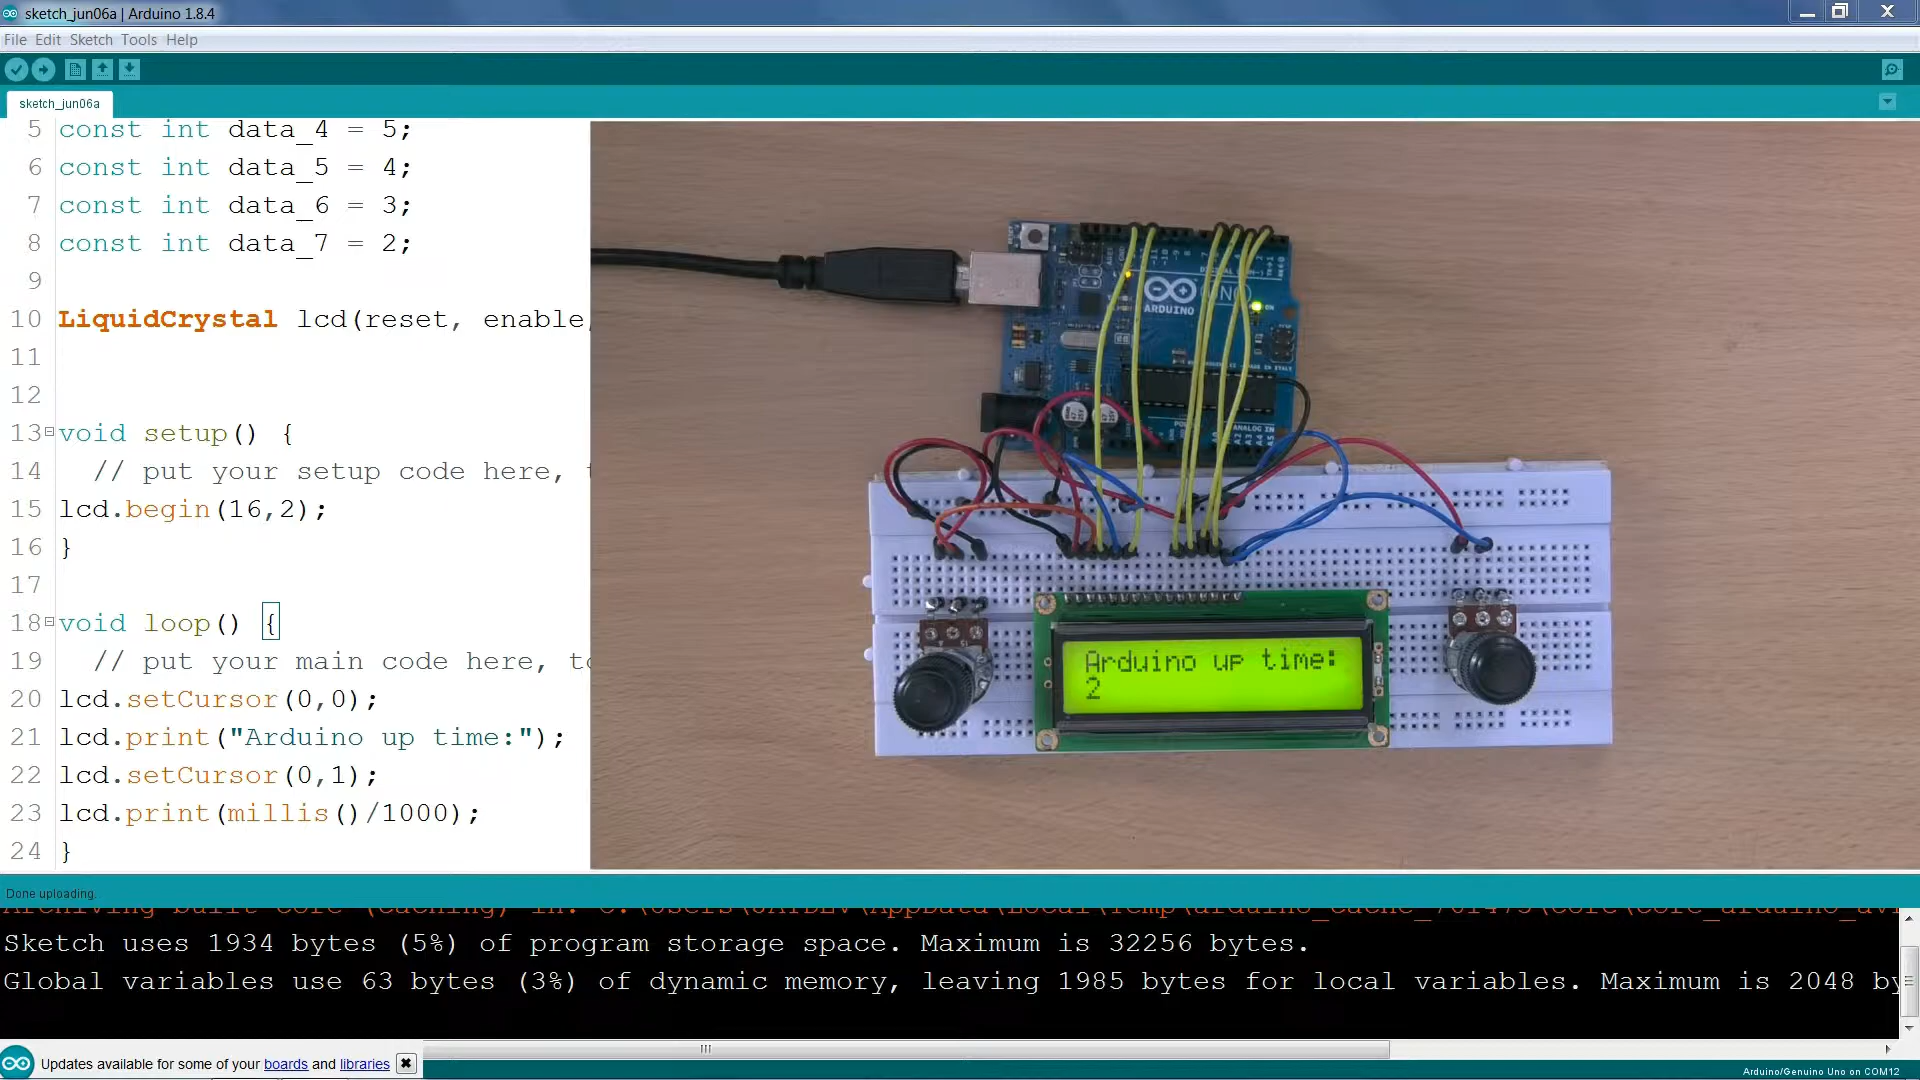 sketch_jun06a | Arduino 1.8.4
File Edit Sketch Tools Help
sketch_jun06a
5 const int data_4 = 5;
6 const int data_5 = 4;
7 const int data_6 = 3;
8 const int data_7 = 2;
9
10 LiquidCrystal lcd(reset, enable,
11
12
13 void setup() {
14 // put your setup code here, t
15 lcd.begin(16,2);
16 }
17
18 void loop() {
19 // put your main code here, to
20 lcd.setCursor(0,0);
21 lcd.print("Arduino up time:");
22 lcd.setCursor(0,1);
23 lcd.print(millis()/1000);
24 }
UNO
ON
ARDUINO
ANALOG IN
Arduino up time:
2
Done uploading.
Sketch uses 1934 bytes (5%) of program storage space. Maximum is 32256 bytes.
Global variables use 63 bytes (3%) of dynamic memory, leaving 1985 bytes for local variables. Maximum is 2048 by
Updates available for some of your boards and libraries
Arduino/Genuino Uno on COM12